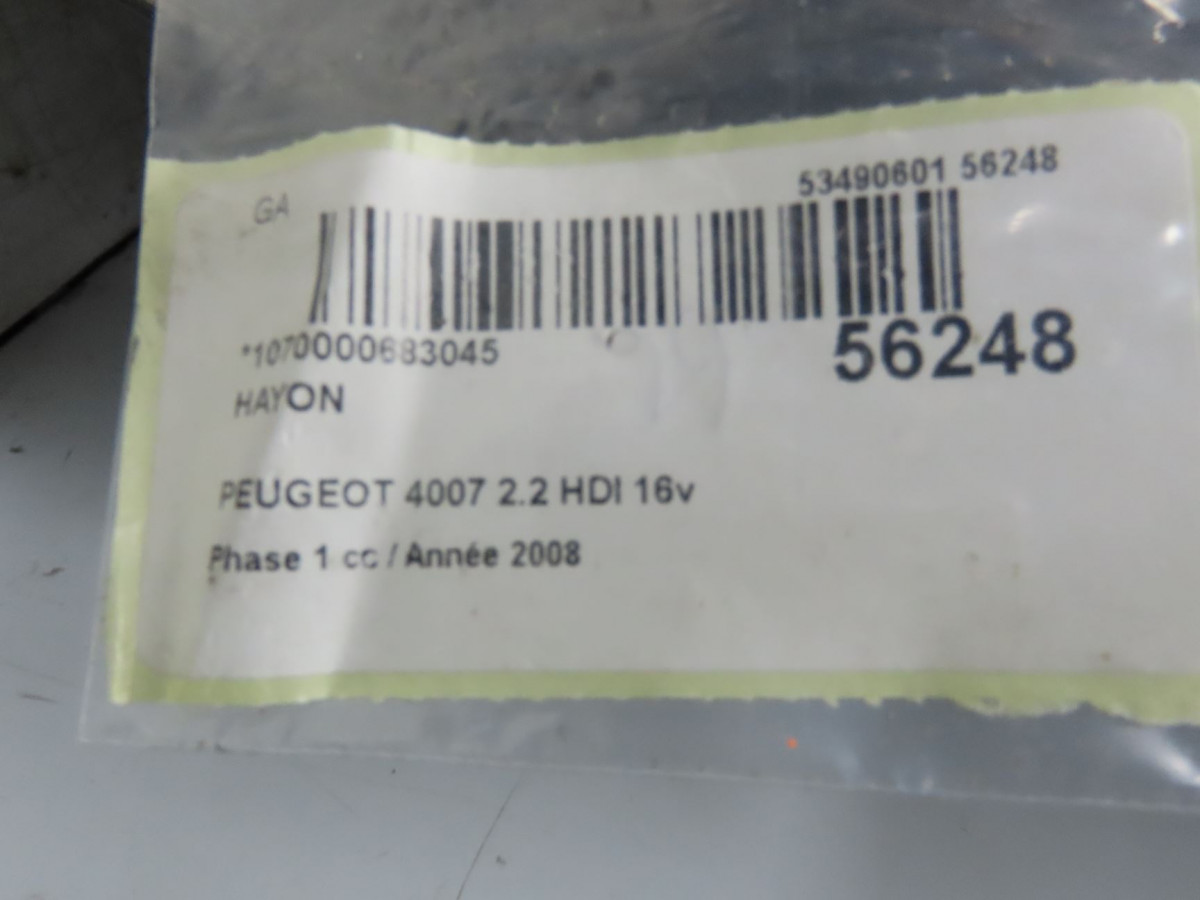 53490601 56248
GA
*1070000683045
56248
HAYON
PEUGEOT 4007 2.2 HDI 16v
Phase 1 cc / Année 2008